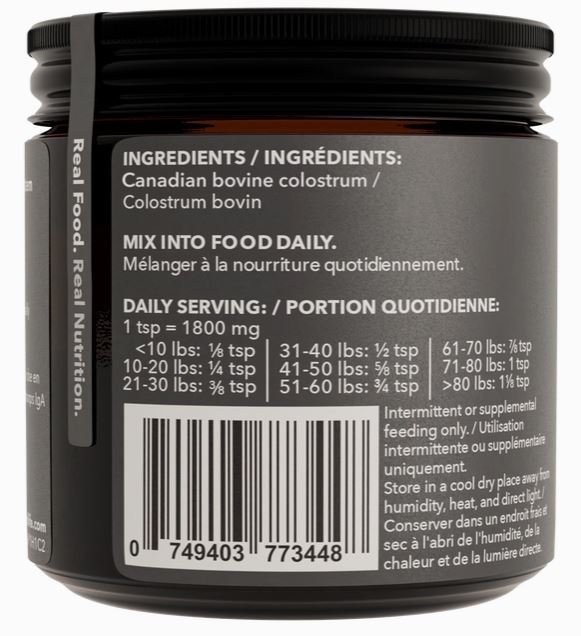 INGREDIENTS / INGRÉDIENTS:
Canadian bovine colostrum /
Colostrum bovin
MIX INTO FOOD DAILY.
Mélanger à la nourriture quotidiennement.
DAILY SERVING: / PORTION QUOTIDIENNE:
1 tsp = 1800 mg
<10 lbs: ⅛ tsp
10-20 lbs: ¼ tsp
21-30 lbs: ⅜ tsp
31-40 lbs: ½ tsp
41-50 lbs: ⅝ tsp
51-60 lbs: ¾ tsp
61-70 lbs: ⅞ tsp
71-80 lbs: 1 tsp
>80 lbs: 1⅛ tsp
Intermittent or supplemental
feeding only. / Utilisation
intermittente ou supplémentaire
uniquement.
Store in a cool dry place away from
humidity, heat, and direct light. /
Conserver dans un endroit frais et
sec à l'abri de l'humidité, de la
chaleur et de la lumière directe.
0 749403 773448
Real Food. Real Nutrition.
en
IgA